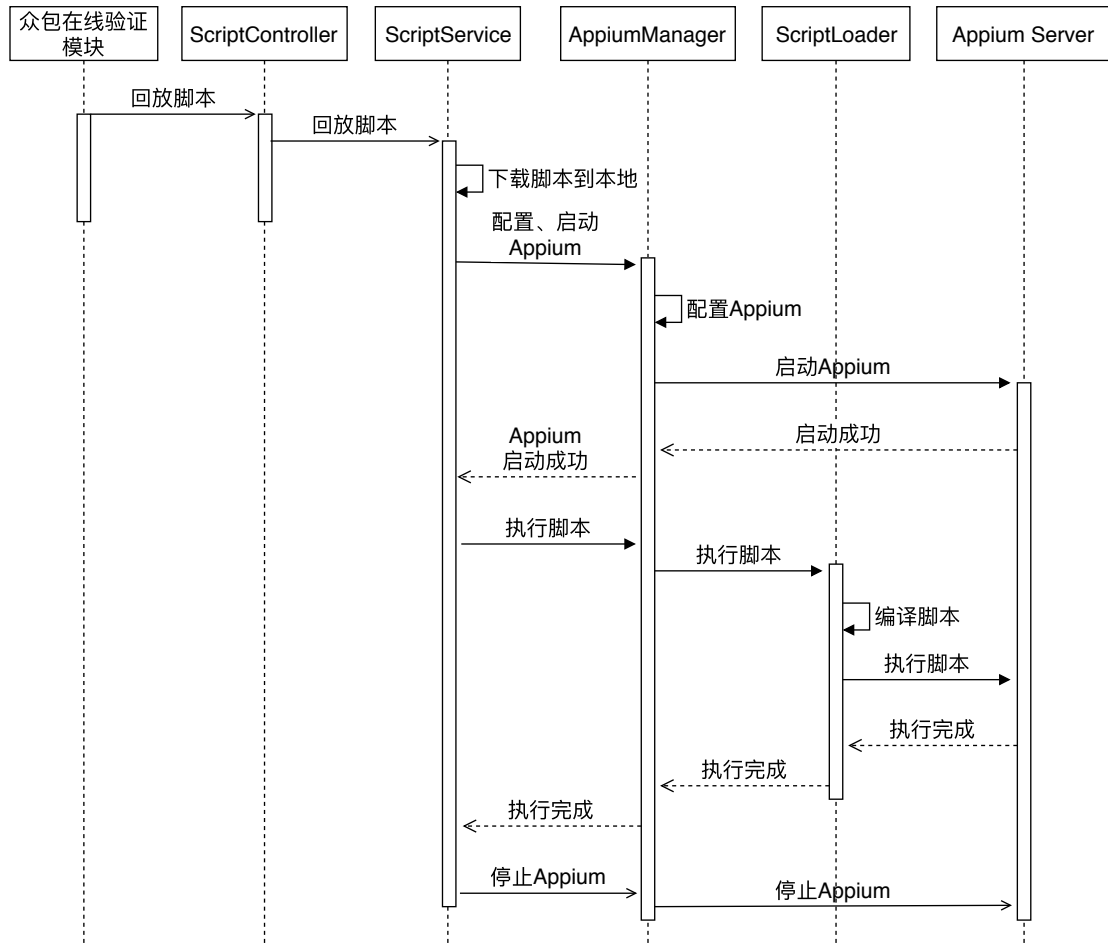 众包在线验证
模块
ScriptController
ScriptService
AppiumManager
ScriptLoader
Appium Server
回放脚本
回放脚本
下载脚本到本地
配置、启动
Appium
配置Appium
启动Appium
启动成功
Appium
启动成功
执行脚本
执行脚本
编译脚本
执行脚本
执行完成
执行完成
执行完成
停止Appium
停止Appium